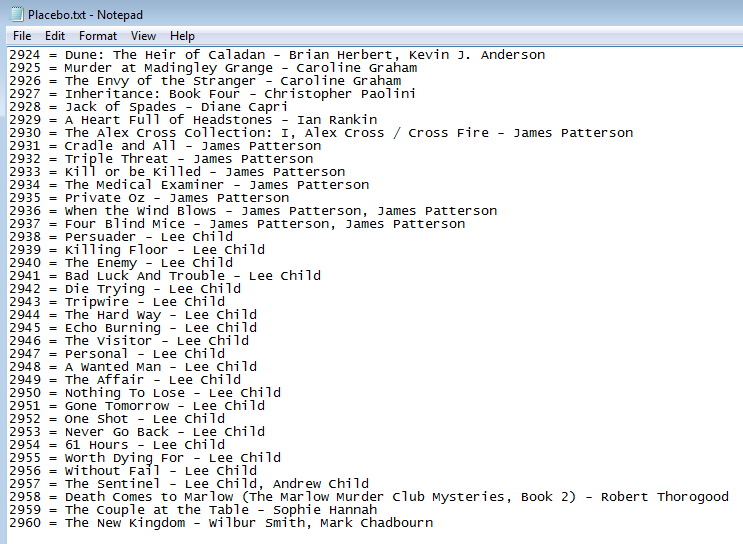 Placebo.txt - Notepad
File Edit Format View Help
2924 = Dune: The Heir of Caladan - Brian Herbert, Kevin J. Anderson
2925 = Murder at Madingley Grange - Caroline Graham
2926 = The Envy of the Stranger - Caroline Graham
2927 = Inheritance: Book Four - Christopher Paolini
2928 = Jack of Spades - Diane Capri
2929 = A Heart Full of Headstones - Ian Rankin
2930 = The Alex Cross Collection: I, Alex Cross / Cross Fire - James Patterson
2931 = Cradle and All - James Patterson
2932 = Triple Threat - James Patterson
2933 = Kill or be Killed - James Patterson
2934 = The Medical Examiner - James Patterson
2935 = Private Oz - James Patterson
2936 = When the Wind Blows - James Patterson, James Patterson
2937 = Four Blind Mice - James Patterson, James Patterson
2938 = Persuader - Lee Child
2939 = Killing Floor - Lee Child
2940 = The Enemy - Lee Child
2941 = Bad Luck And Trouble - Lee Child
2942 = Die Trying - Lee Child
2943 = Tripwire - Lee Child
2944 = The Hard Way - Lee Child
2945 = Echo Burning - Lee Child
2946 = The Visitor - Lee Child
2947 = Personal - Lee Child
2948 = A Wanted Man - Lee Child
2949 = The Affair - Lee Child
2950 = Nothing To Lose - Lee Child
2951 = Gone Tomorrow - Lee Child
2952 = One Shot - Lee Child
2953 = Never Go Back - Lee Child
2954 = 61 Hours - Lee Child
2955 = Worth Dying For - Lee Child
2956 = Without Fail - Lee Child
2957 = The Sentinel - Lee Child, Andrew Child
2958 = Death Comes to Marlow (The Marlow Murder Club Mysteries, Book 2) - Robert Thorogood
2959 = The Couple at the Table - Sophie Hannah
2960 = The New Kingdom - Wilbur Smith, Mark Chadbourn